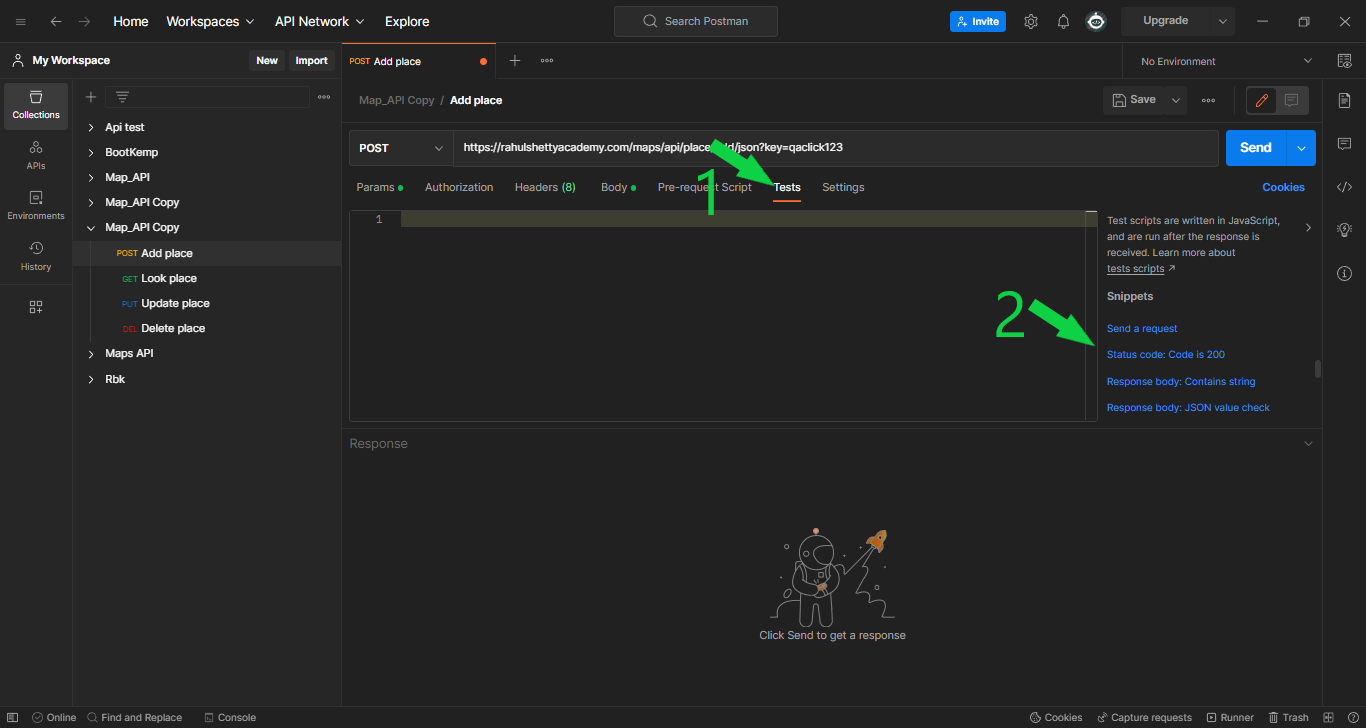 Home Workspaces API Network Explore Search Postman Invite Upgrade
My Workspace New Import POST Add place No Environment
Collections
APIs
Environments
History
Api test
BootKemp
Map_API
Map_API Copy
Map_API Copy
POST Add place
GET Look place
PUT Update place
DEL Delete place
Maps API
Rbk
Map_API Copy / Add place Save
POST https://rahulshettyacademy.com/maps/api/place/add/json?key=qaclick123 Send
Params Authorization Headers (8) Body Pre-request Script Tests Settings Cookies
1
1
2
Test scripts are written in JavaScript,
and are run after the response is
received. Learn more about
tests scripts ↗
Snippets
Send a request
Status code: Code is 200
Response body: Contains string
Response body: JSON value check
Response
Click Send to get a response
Online Find and Replace Console Cookies Capture requests Runner Trash